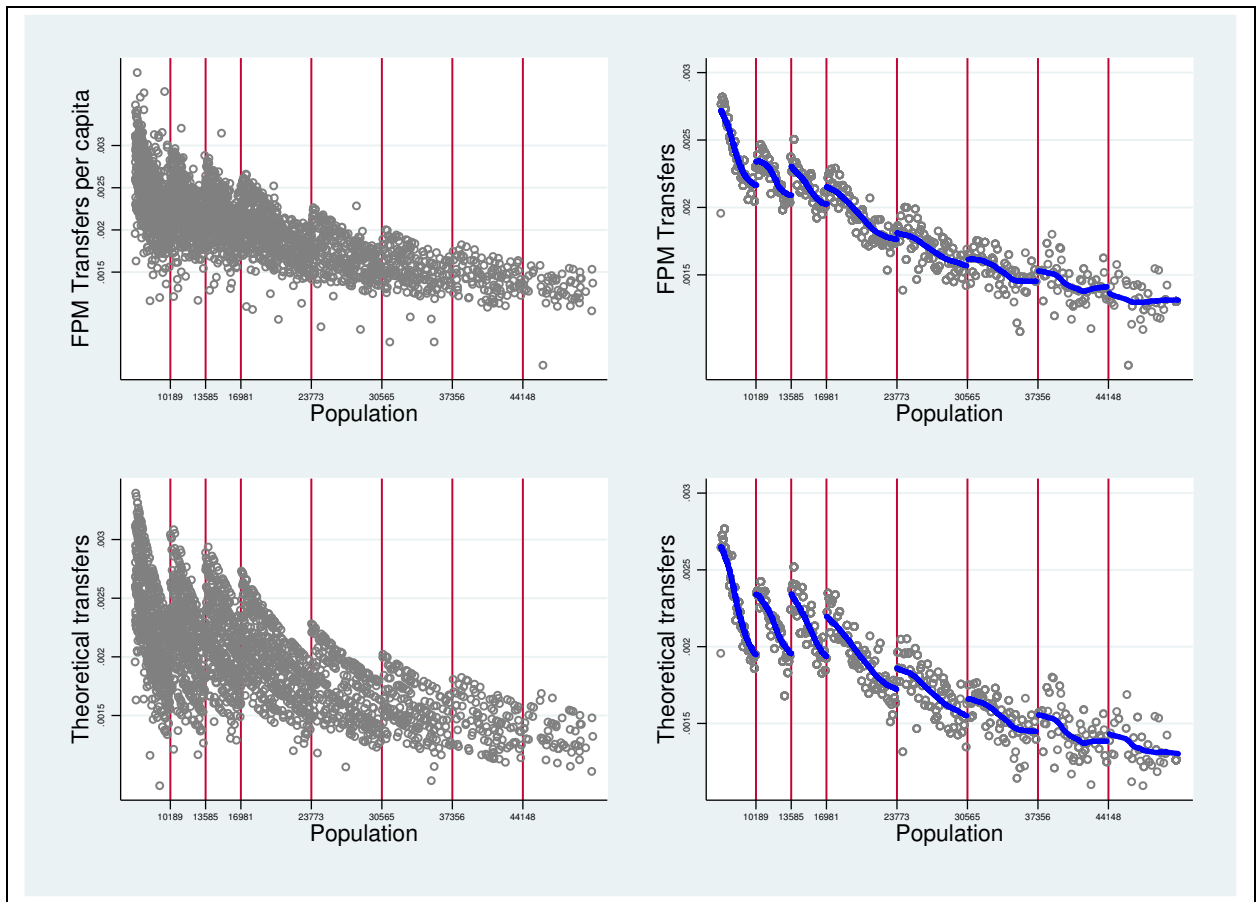 FPM Transfers per capita
.003
.0025
.002
.0015
10189 13585 16981 23773 30565 37356 44148
Population
FPM Transfers
.003
.0025
.002
.0015
10189 13585 16981 23773 30565 37356 44148
Population
Theoretical transfers
.003
.0025
.002
.0015
10189 13585 16981 23773 30565 37356 44148
Population
Theoretical transfers
.003
.0025
.002
.0015
10189 13585 16981 23773 30565 37356 44148
Population